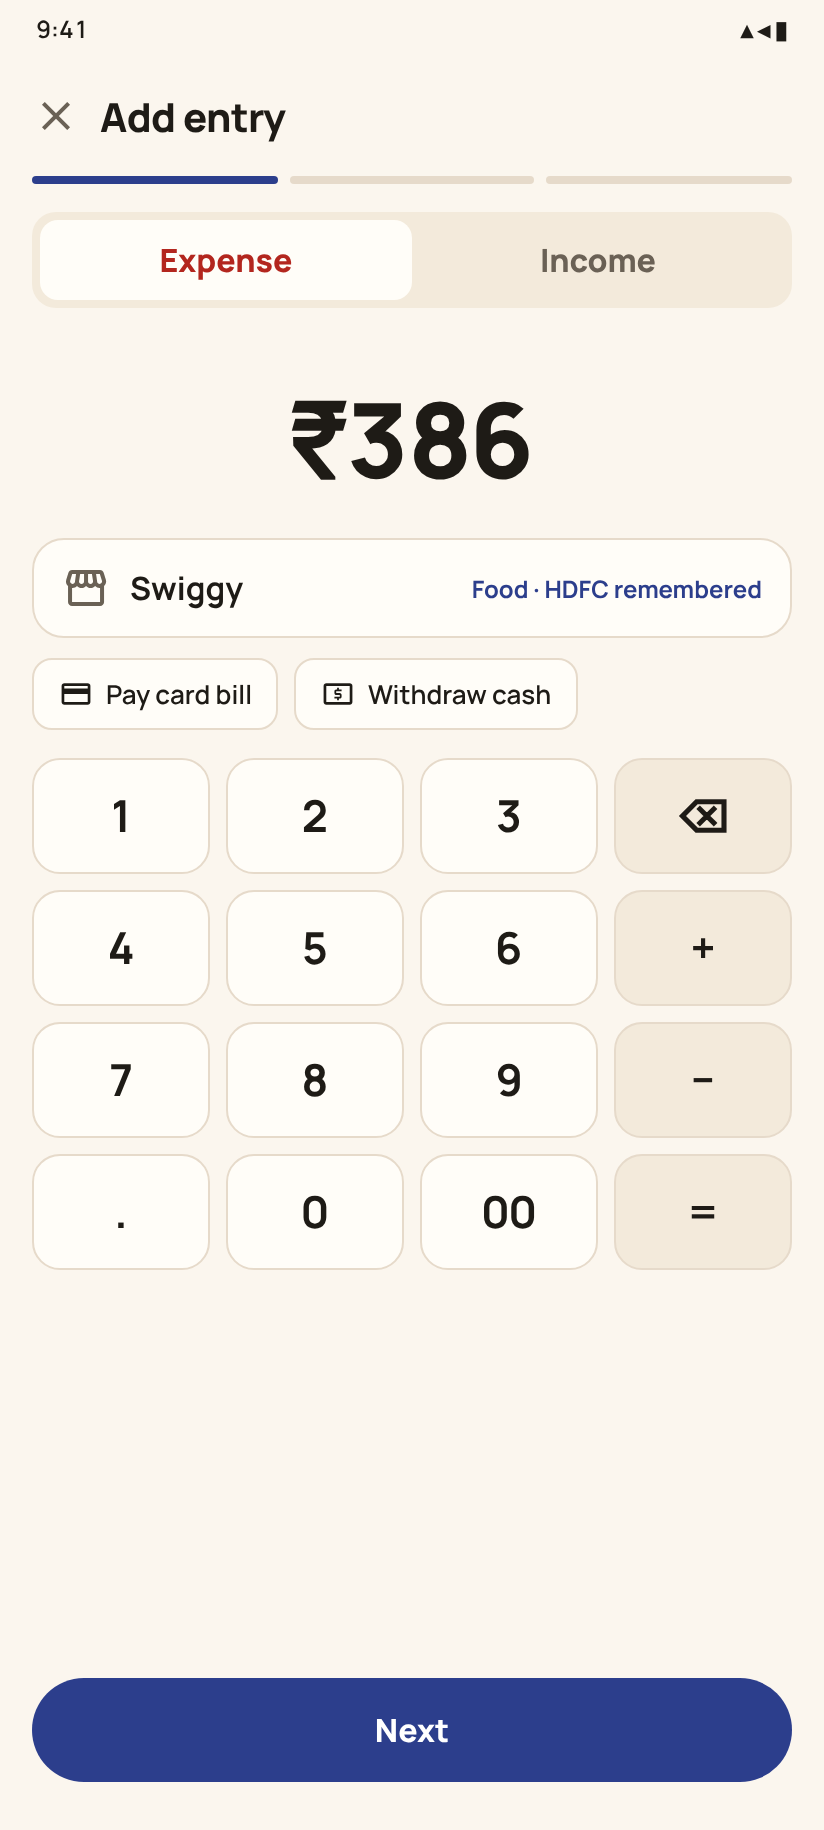 9:41
Add entry
Expense Income
₹386
Swiggy Food · HDFC remembered
Pay card bill Withdraw cash
1 2 3
4 5 6 +
7 8 9 −
. 0 00 =
Next